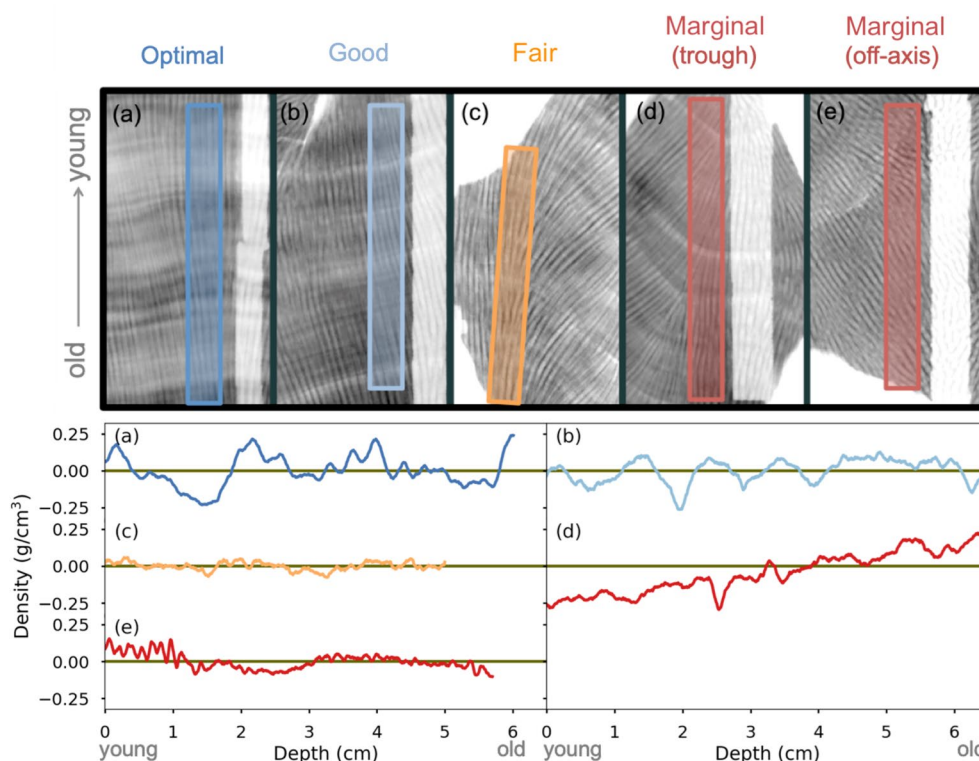 Optimal
Good
Fair
Marginal
(trough)
Marginal
(off-axis)
old
young
(a)
(b)
(c)
(d)
(e)
0.25
0.00
−0.25
0.25
0.00
−0.25
0.25
0.00
−0.25
Density (g/cm³)
(a)
(b)
(c)
(d)
(e)
0 1 2 3 4 5 6
young Depth (cm) old
0 1 2 3 4 5 6
young Depth (cm) old